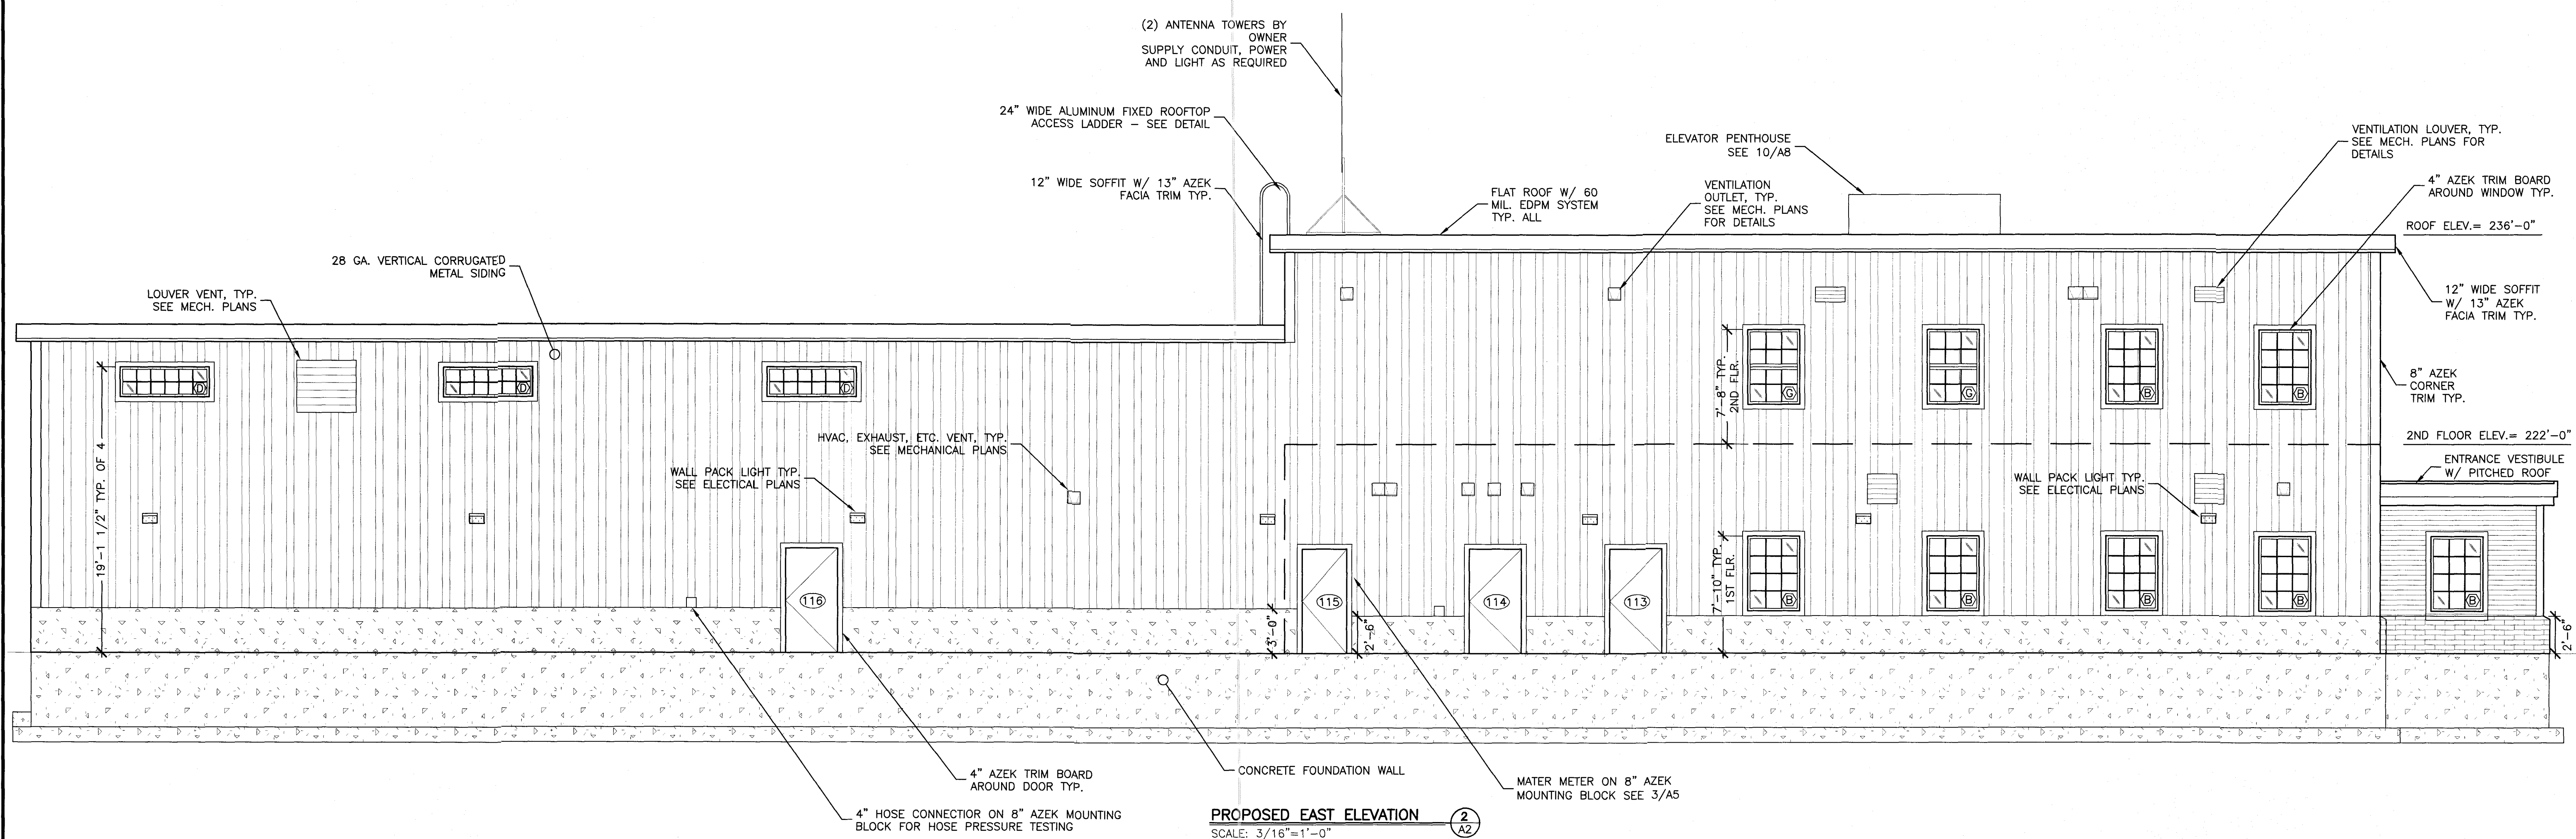 (2) ANTENNA TOWERS BY
OWNER
SUPPLY CONDUIT, POWER
AND LIGHT AS REQUIRED
24" WIDE ALUMINUM FIXED ROOFTOP
ACCESS LADDER – SEE DETAIL
12" WIDE SOFFIT W/ 13" AZEK
FACIA TRIM TYP.
ELEVATOR PENTHOUSE
SEE 10/A8
FLAT ROOF W/ 60
MIL. EDPM SYSTEM
TYP. ALL
VENTILATION
OUTLET, TYP.
SEE MECH. PLANS
FOR DETAILS
VENTILATION LOUVER, TYP.
SEE MECH. PLANS FOR
DETAILS
4" AZEK TRIM BOARD
AROUND WINDOW TYP.
ROOF ELEV.= 236'-0"
12" WIDE SOFFIT
W/ 13" AZEK
FACIA TRIM TYP.
8" AZEK
CORNER
TRIM TYP.
2ND FLOOR ELEV.= 222'-0"
ENTRANCE VESTIBULE
W/ PITCHED ROOF
28 GA. VERTICAL CORRUGATED
METAL SIDING
LOUVER VENT, TYP.
SEE MECH. PLANS
D
D
D
G
G
B
B
7'-8" TYP.
2ND FLR.
HVAC, EXHAUST, ETC. VENT, TYP.
SEE MECHANICAL PLANS
WALL PACK LIGHT TYP.
SEE ELECTICAL PLANS
WALL PACK LIGHT TYP.
SEE ELECTICAL PLANS
19'-1 1/2" TYP. OF 4
116
115
114
113
3'-0"
2'-6"
7'-10" TYP.
1ST FLR.
B
B
B
B
B
2'-6"
4" AZEK TRIM BOARD
AROUND DOOR TYP.
4" HOSE CONNECTION ON 8" AZEK MOUNTING
BLOCK FOR HOSE PRESSURE TESTING
CONCRETE FOUNDATION WALL
MATER METER ON 8" AZEK
MOUNTING BLOCK SEE 3/A5
PROPOSED EAST ELEVATION
2
A2
SCALE: 3/16"=1'-0"